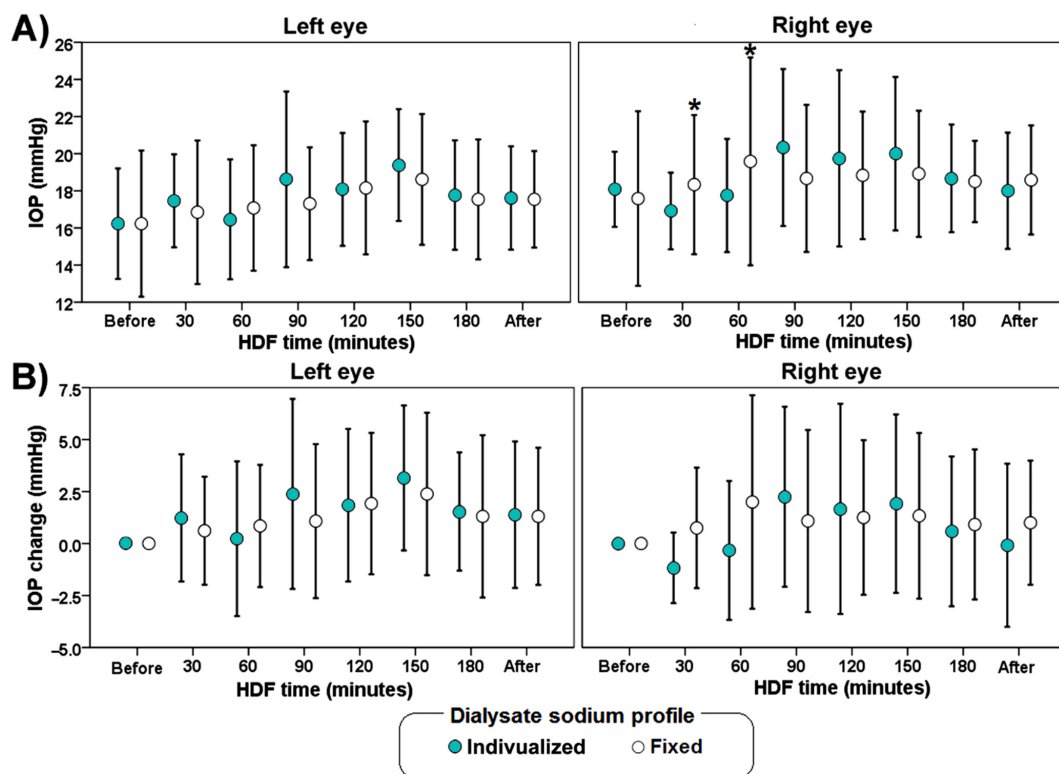 A)
Left eye
Right eye
IOP (mmHg)
26
24
22
20
18
16
14
12
*
*
Before 30 60 90 120 150 180 After
Before 30 60 90 120 150 180 After
HDF time (minutes)
HDF time (minutes)
B)
Left eye
Right eye
IOP change (mmHg)
7.5
5.0
2.5
0.0
−2.5
−5.0
Before 30 60 90 120 150 180 After
Before 30 60 90 120 150 180 After
HDF time (minutes)
HDF time (minutes)
Dialysate sodium profile
Indivualized Fixed